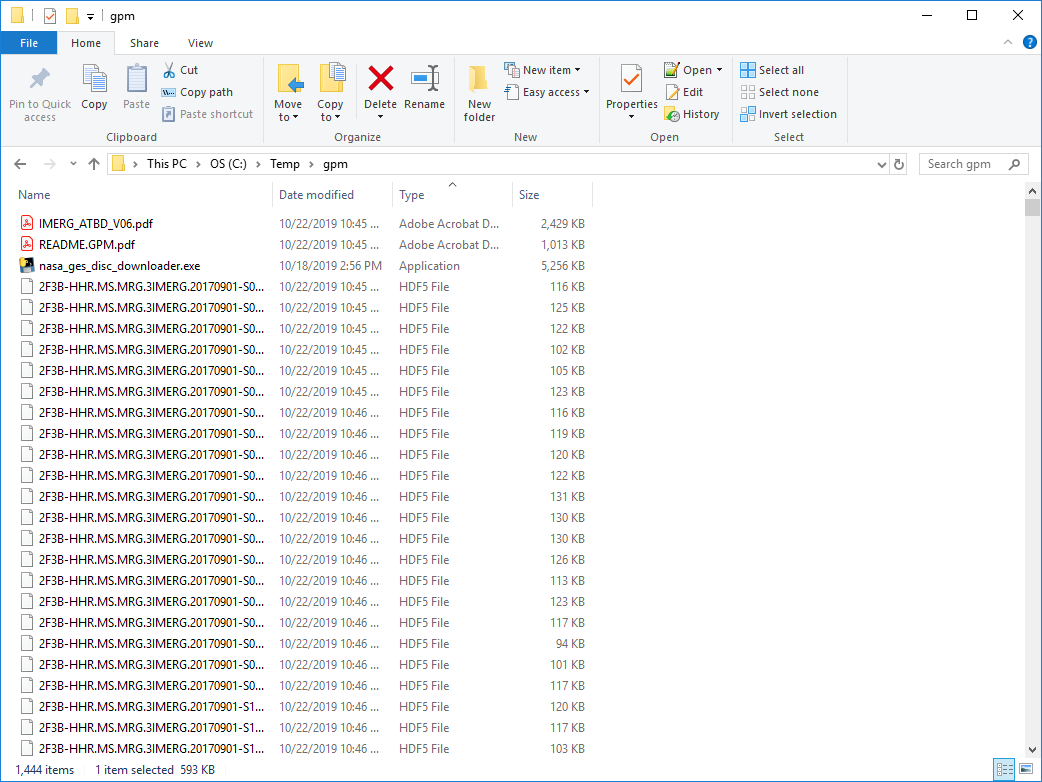 gpm
File Home Share View
Pin to Quick access
Copy
Paste
Cut
Copy path
Paste shortcut
Clipboard
Move to
Copy to
Delete
Rename
Organize
New folder
New item
Easy access
New
Properties
Open
Edit
History
Open
Select all
Select none
Invert selection
Select
This PC > OS (C:) > Temp > gpm
Search gpm
Name Date modified Type Size
IMERG_ATBD_V06.pdf 10/22/2019 10:45 ... Adobe Acrobat D... 2,429 KB
README.GPM.pdf 10/22/2019 10:45 ... Adobe Acrobat D... 1,013 KB
nasa_ges_disc_downloader.exe 10/18/2019 2:56 PM Application 5,256 KB
2F3B-HHR.MS.MRG.3IMERG.20170901-S0... 10/22/2019 10:45 ... HDF5 File 116 KB
2F3B-HHR.MS.MRG.3IMERG.20170901-S0... 10/22/2019 10:45 ... HDF5 File 125 KB
2F3B-HHR.MS.MRG.3IMERG.20170901-S0... 10/22/2019 10:45 ... HDF5 File 122 KB
2F3B-HHR.MS.MRG.3IMERG.20170901-S0... 10/22/2019 10:45 ... HDF5 File 102 KB
2F3B-HHR.MS.MRG.3IMERG.20170901-S0... 10/22/2019 10:45 ... HDF5 File 105 KB
2F3B-HHR.MS.MRG.3IMERG.20170901-S0... 10/22/2019 10:45 ... HDF5 File 123 KB
2F3B-HHR.MS.MRG.3IMERG.20170901-S0... 10/22/2019 10:46 ... HDF5 File 116 KB
2F3B-HHR.MS.MRG.3IMERG.20170901-S0... 10/22/2019 10:46 ... HDF5 File 119 KB
2F3B-HHR.MS.MRG.3IMERG.20170901-S0... 10/22/2019 10:46 ... HDF5 File 120 KB
2F3B-HHR.MS.MRG.3IMERG.20170901-S0... 10/22/2019 10:46 ... HDF5 File 122 KB
2F3B-HHR.MS.MRG.3IMERG.20170901-S0... 10/22/2019 10:46 ... HDF5 File 131 KB
2F3B-HHR.MS.MRG.3IMERG.20170901-S0... 10/22/2019 10:46 ... HDF5 File 130 KB
2F3B-HHR.MS.MRG.3IMERG.20170901-S0... 10/22/2019 10:46 ... HDF5 File 130 KB
2F3B-HHR.MS.MRG.3IMERG.20170901-S0... 10/22/2019 10:46 ... HDF5 File 126 KB
2F3B-HHR.MS.MRG.3IMERG.20170901-S0... 10/22/2019 10:46 ... HDF5 File 113 KB
2F3B-HHR.MS.MRG.3IMERG.20170901-S0... 10/22/2019 10:46 ... HDF5 File 123 KB
2F3B-HHR.MS.MRG.3IMERG.20170901-S0... 10/22/2019 10:46 ... HDF5 File 117 KB
2F3B-HHR.MS.MRG.3IMERG.20170901-S0... 10/22/2019 10:46 ... HDF5 File 94 KB
2F3B-HHR.MS.MRG.3IMERG.20170901-S0... 10/22/2019 10:46 ... HDF5 File 101 KB
2F3B-HHR.MS.MRG.3IMERG.20170901-S0... 10/22/2019 10:46 ... HDF5 File 117 KB
2F3B-HHR.MS.MRG.3IMERG.20170901-S1... 10/22/2019 10:46 ... HDF5 File 120 KB
2F3B-HHR.MS.MRG.3IMERG.20170901-S1... 10/22/2019 10:46 ... HDF5 File 117 KB
2F3B-HHR.MS.MRG.3IMERG.20170901-S1... 10/22/2019 10:46 ... HDF5 File 103 KB
1,444 items 1 item selected 593 KB